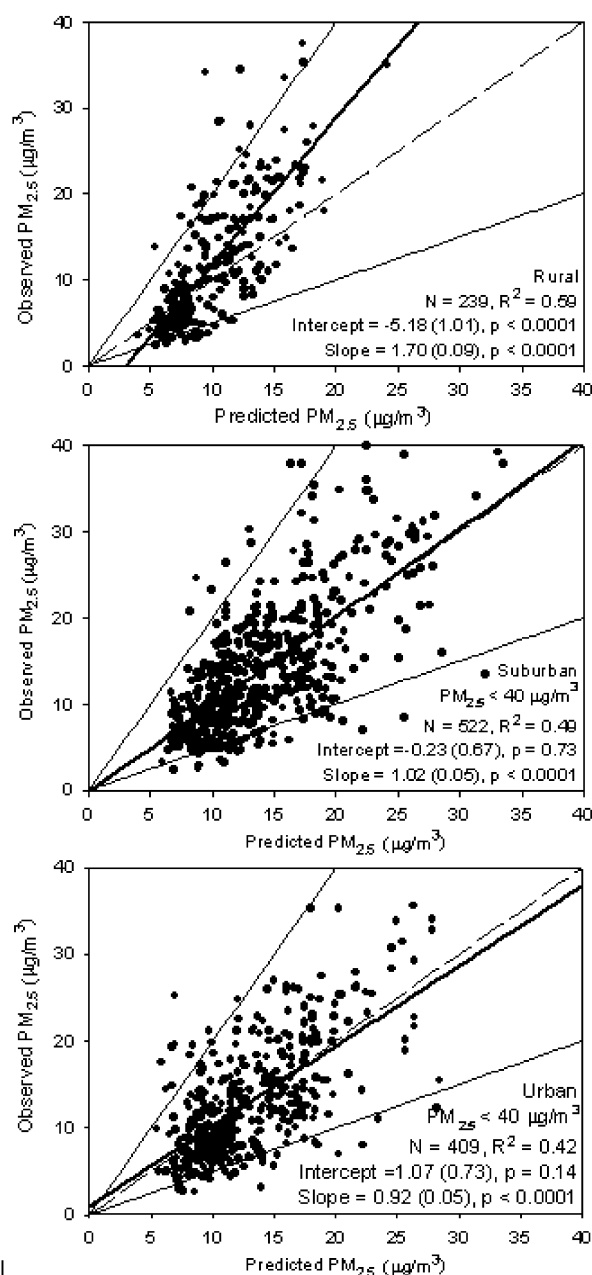 40
30
20
10
0
Observed PM2.5 (µg/m3)
Rural
N = 239, R2 = 0.59
Intercept = -5.18 (1.01), p < 0.0001
Slope = 1.70 (0.09), p < 0.0001
0 5 10 15 20 25 30 35 40
Predicted PM2.5 (µg/m3)
40
30
20
10
0
Observed PM2.5 (µg/m3)
Suburban
PM2.5 < 40 µg/m3
N = 522, R2 = 0.49
Intercept =-0.23 (0.67), p = 0.73
Slope = 1.02 (0.05), p < 0.0001
0 5 10 15 20 25 30 35 40
Predicted PM2.5 (µg/m3)
40
30
20
10
0
Observed PM2.5 (µg/m3)
Urban
PM2.5 < 40 µg/m3
N = 409, R2 = 0.42
Intercept =1.07 (0.73), p = 0.14
Slope = 0.92 (0.05), p < 0.0001
0 5 10 15 20 25 30 35 40
Predicted PM2.5 (µg/m3)